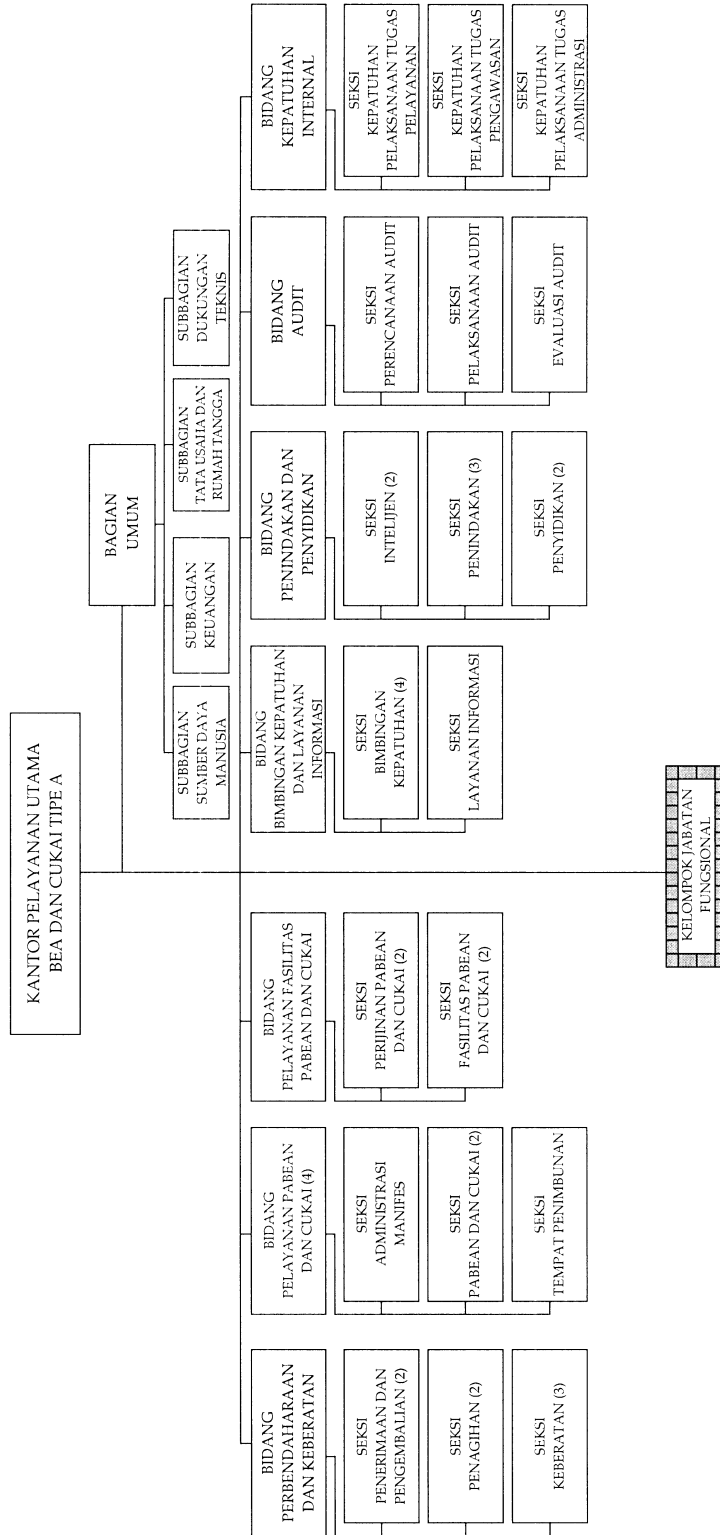 KANTOR PELAYANAN UTAMA
BEA DAN CUKAI TIPE A
BAGIAN
UMUM
SUBBAGIAN
SUMBER DAYA
MANUSIA
SUBBAGIAN
KEUANGAN
SUBBAGIAN
TATA USAHA DAN
RUMAH TANGGA
SUBBAGIAN
DUKUNGAN
TEKNIS
BIDANG
PERBENDAHARAAN
DAN KEBERATAN
SEKSI
PENERIMAAN DAN
PENGEMBALIAN (2)
SEKSI
PENAGIHAN (2)
SEKSI
KEBERATAN (3)
BIDANG
PELAYANAN PABEAN
DAN CUKAI (4)
SEKSI
ADMINISTRASI
MANIFES
SEKSI
PABEAN DAN CUKAI (2)
SEKSI
TEMPAT PENIMBUNAN
BIDANG
PELAYANAN FASILITAS
PABEAN DAN CUKAI
SEKSI
PERIJINAN PABEAN
DAN CUKAI (2)
SEKSI
FASILITAS PABEAN
DAN CUKAI (2)
BIDANG
BIMBINGAN KEPATUHAN
DAN LAYANAN
INFORMASI
SEKSI
BIMBINGAN
KEPATUHAN (4)
SEKSI
LAYANAN INFORMASI
BIDANG
PENINDAKAN DAN
PENYIDIKAN
SEKSI
INTELIJEN (2)
SEKSI
PENINDAKAN (3)
SEKSI
PENYIDIKAN (2)
BIDANG
AUDIT
SEKSI
PERENCANAAN AUDIT
SEKSI
PELAKSANAAN AUDIT
SEKSI
EVALUASI AUDIT
BIDANG
KEPATUHAN
INTERNAL
SEKSI
KEPATUHAN
PELAKSANAAN TUGAS
PELAYANAN
SEKSI
KEPATUHAN
PELAKSANAAN TUGAS
PENGAWASAN
SEKSI
KEPATUHAN
PELAKSANAAN TUGAS
ADMINISTRASI
KELOMPOK JABATAN
FUNGSIONAL